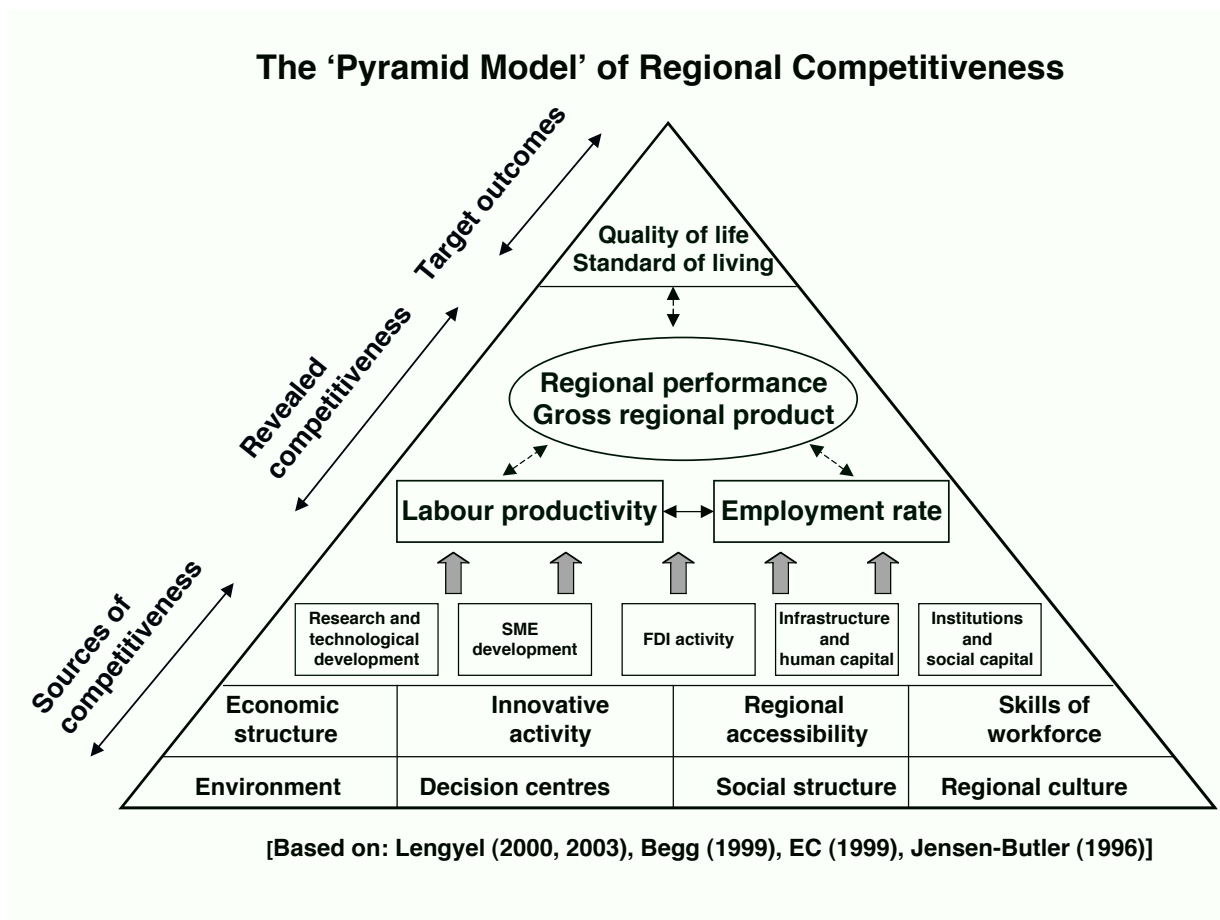 The ‘Pyramid Model’ of Regional Competitiveness
Target outcomes
Quality of life
Standard of living
Revealed
competitiveness
Regional performance
Gross regional product
Labour productivity
Employment rate
Sources of
competitiveness
Research and
technological
development
SME
development
FDI activity
Infrastructure
and
human capital
Institutions
and
social capital
Economic
structure
Innovative
activity
Regional
accessibility
Skills of
workforce
Environment
Decision centres
Social structure
Regional culture
[Based on: Lengyel (2000, 2003), Begg (1999), EC (1999), Jensen-Butler (1996)]